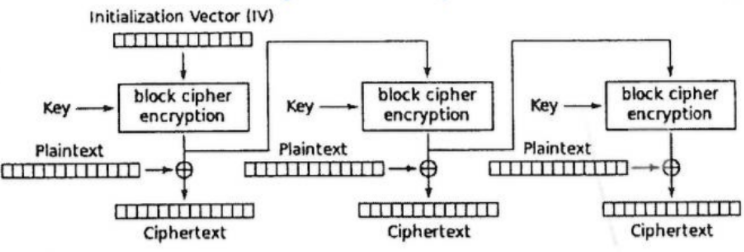 Initialization Vector (IV)
Key
block cipher
encryption
Key
block cipher
encryption
Key
block cipher
encryption
Plaintext
Plaintext
Plaintext
Ciphertext
Ciphertext
Ciphertext